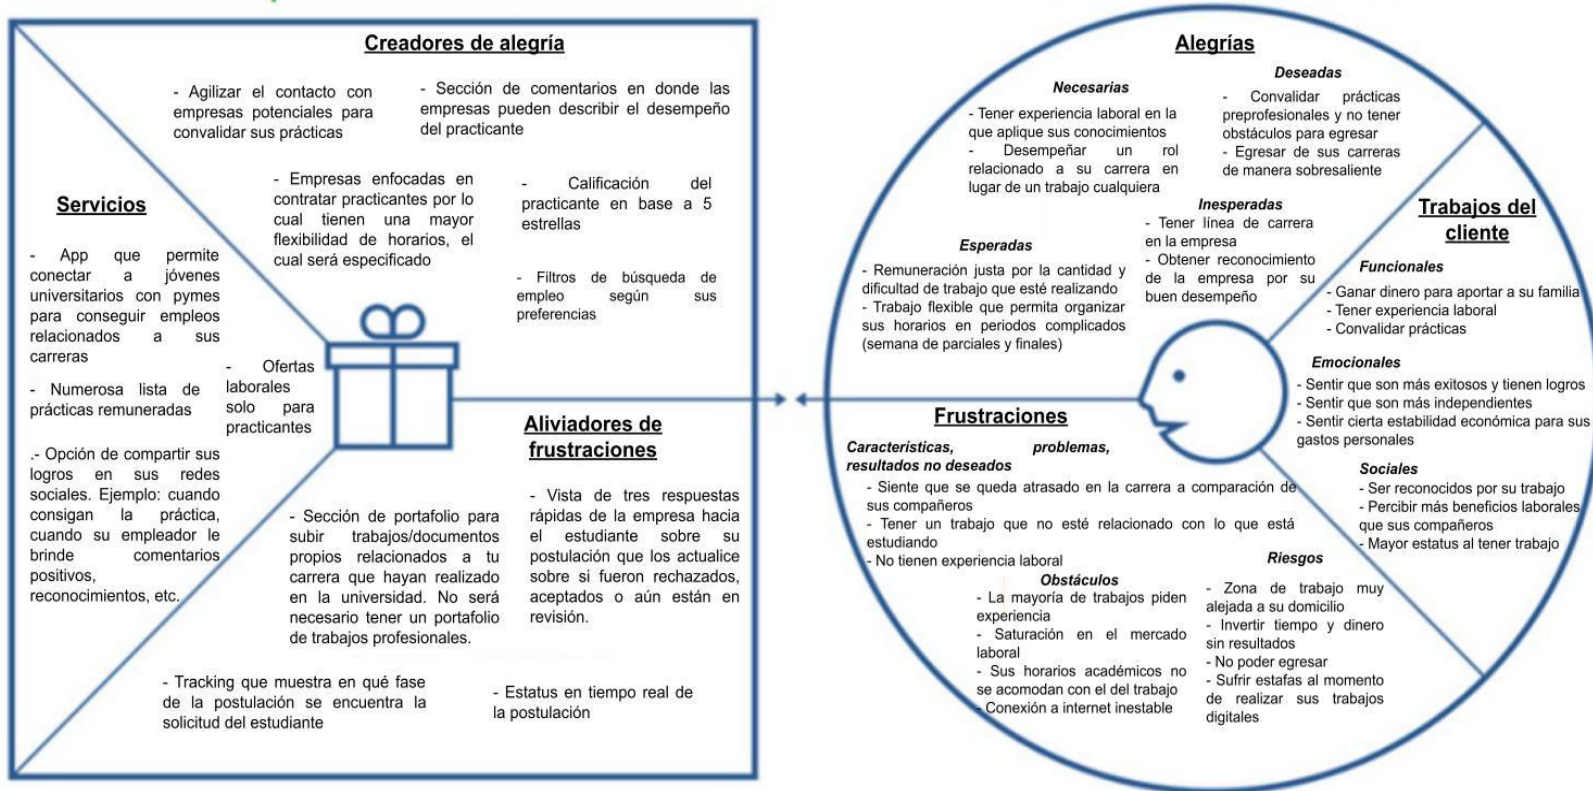 Creadores de alegría
- Agilizar el contacto con
empresas potenciales para
convalidar sus prácticas
- Sección de comentarios en donde las
empresas pueden describir el desempeño
del practicante
- Empresas enfocadas en
contratar practicantes por lo
cual tienen una mayor
flexibilidad de horarios, el
cual será especificado
- Calificación del
practicante en base a 5
estrellas
- Filtros de búsqueda de
empleo según sus
preferencias
Servicios
- App que permite
conectar a jóvenes
universitarios con pymes
para conseguir empleos
relacionados a sus
carreras
- Numerosa lista de
prácticas remuneradas
.- Opción de compartir sus
logros en sus redes
sociales. Ejemplo: cuando
consigan la práctica,
cuando su empleador le
brinde comentarios
positivos,
reconocimientos, etc.
- Ofertas
laborales
solo para
practicantes
Aliviadores de
frustraciones
- Sección de portafolio para
subir trabajos/documentos
propios relacionados a tu
carrera que hayan realizado
en la universidad. No será
necesario tener un portafolio
de trabajos profesionales.
- Vista de tres respuestas
rápidas de la empresa hacia
el estudiante sobre su
postulación que los actualice
sobre si fueron rechazados,
aceptados o aún están en
revisión.
- Tracking que muestra en qué fase
de la postulación se encuentra la
solicitud del estudiante
- Estatus en tiempo real de
la postulación
Alegrías
Necesarias
- Tener experiencia laboral en la
que aplique sus conocimientos
- Desempeñar un rol
relacionado a su carrera en
lugar de un trabajo cualquiera
Deseadas
- Convalidar prácticas
preprofesionales y no tener
obstáculos para egresar
- Egresar de sus carreras
de manera sobresaliente
Esperadas
- Remuneración justa por la cantidad y
dificultad de trabajo que esté realizando
- Trabajo flexible que permita organizar
sus horarios en periodos complicados
(semana de parciales y finales)
Inesperadas
- Tener línea de carrera
en la empresa
- Obtener reconocimiento
de la empresa por su
buen desempeño
Trabajos del
cliente
Funcionales
- Ganar dinero para aportar a su familia
- Tener experiencia laboral
- Convalidar prácticas
Emocionales
- Sentir que son más exitosos y tienen logros
- Sentir que son más independientes
- Sentir cierta estabilidad económica para sus
gastos personales
Sociales
- Ser reconocidos por su trabajo
- Percibir más beneficios laborales
que sus compañeros
- Mayor estatus al tener trabajo
Frustraciones
Características, problemas,
resultados no deseados
- Siente que se queda atrasado en la carrera a comparación de
sus compañeros
- Tener un trabajo que no esté relacionado con lo que está
estudiando
- No tienen experiencia laboral
Obstáculos
- La mayoría de trabajos piden
experiencia
- Saturación en el mercado
laboral
- Sus horarios académicos no
se acomodan con el del trabajo
- Conexión a internet inestable
Riesgos
- Zona de trabajo muy
alejada a su domicilio
- Invertir tiempo y dinero
sin resultados
- No poder egresar
- Sufrir estafas al momento
de realizar sus trabajos
digitales